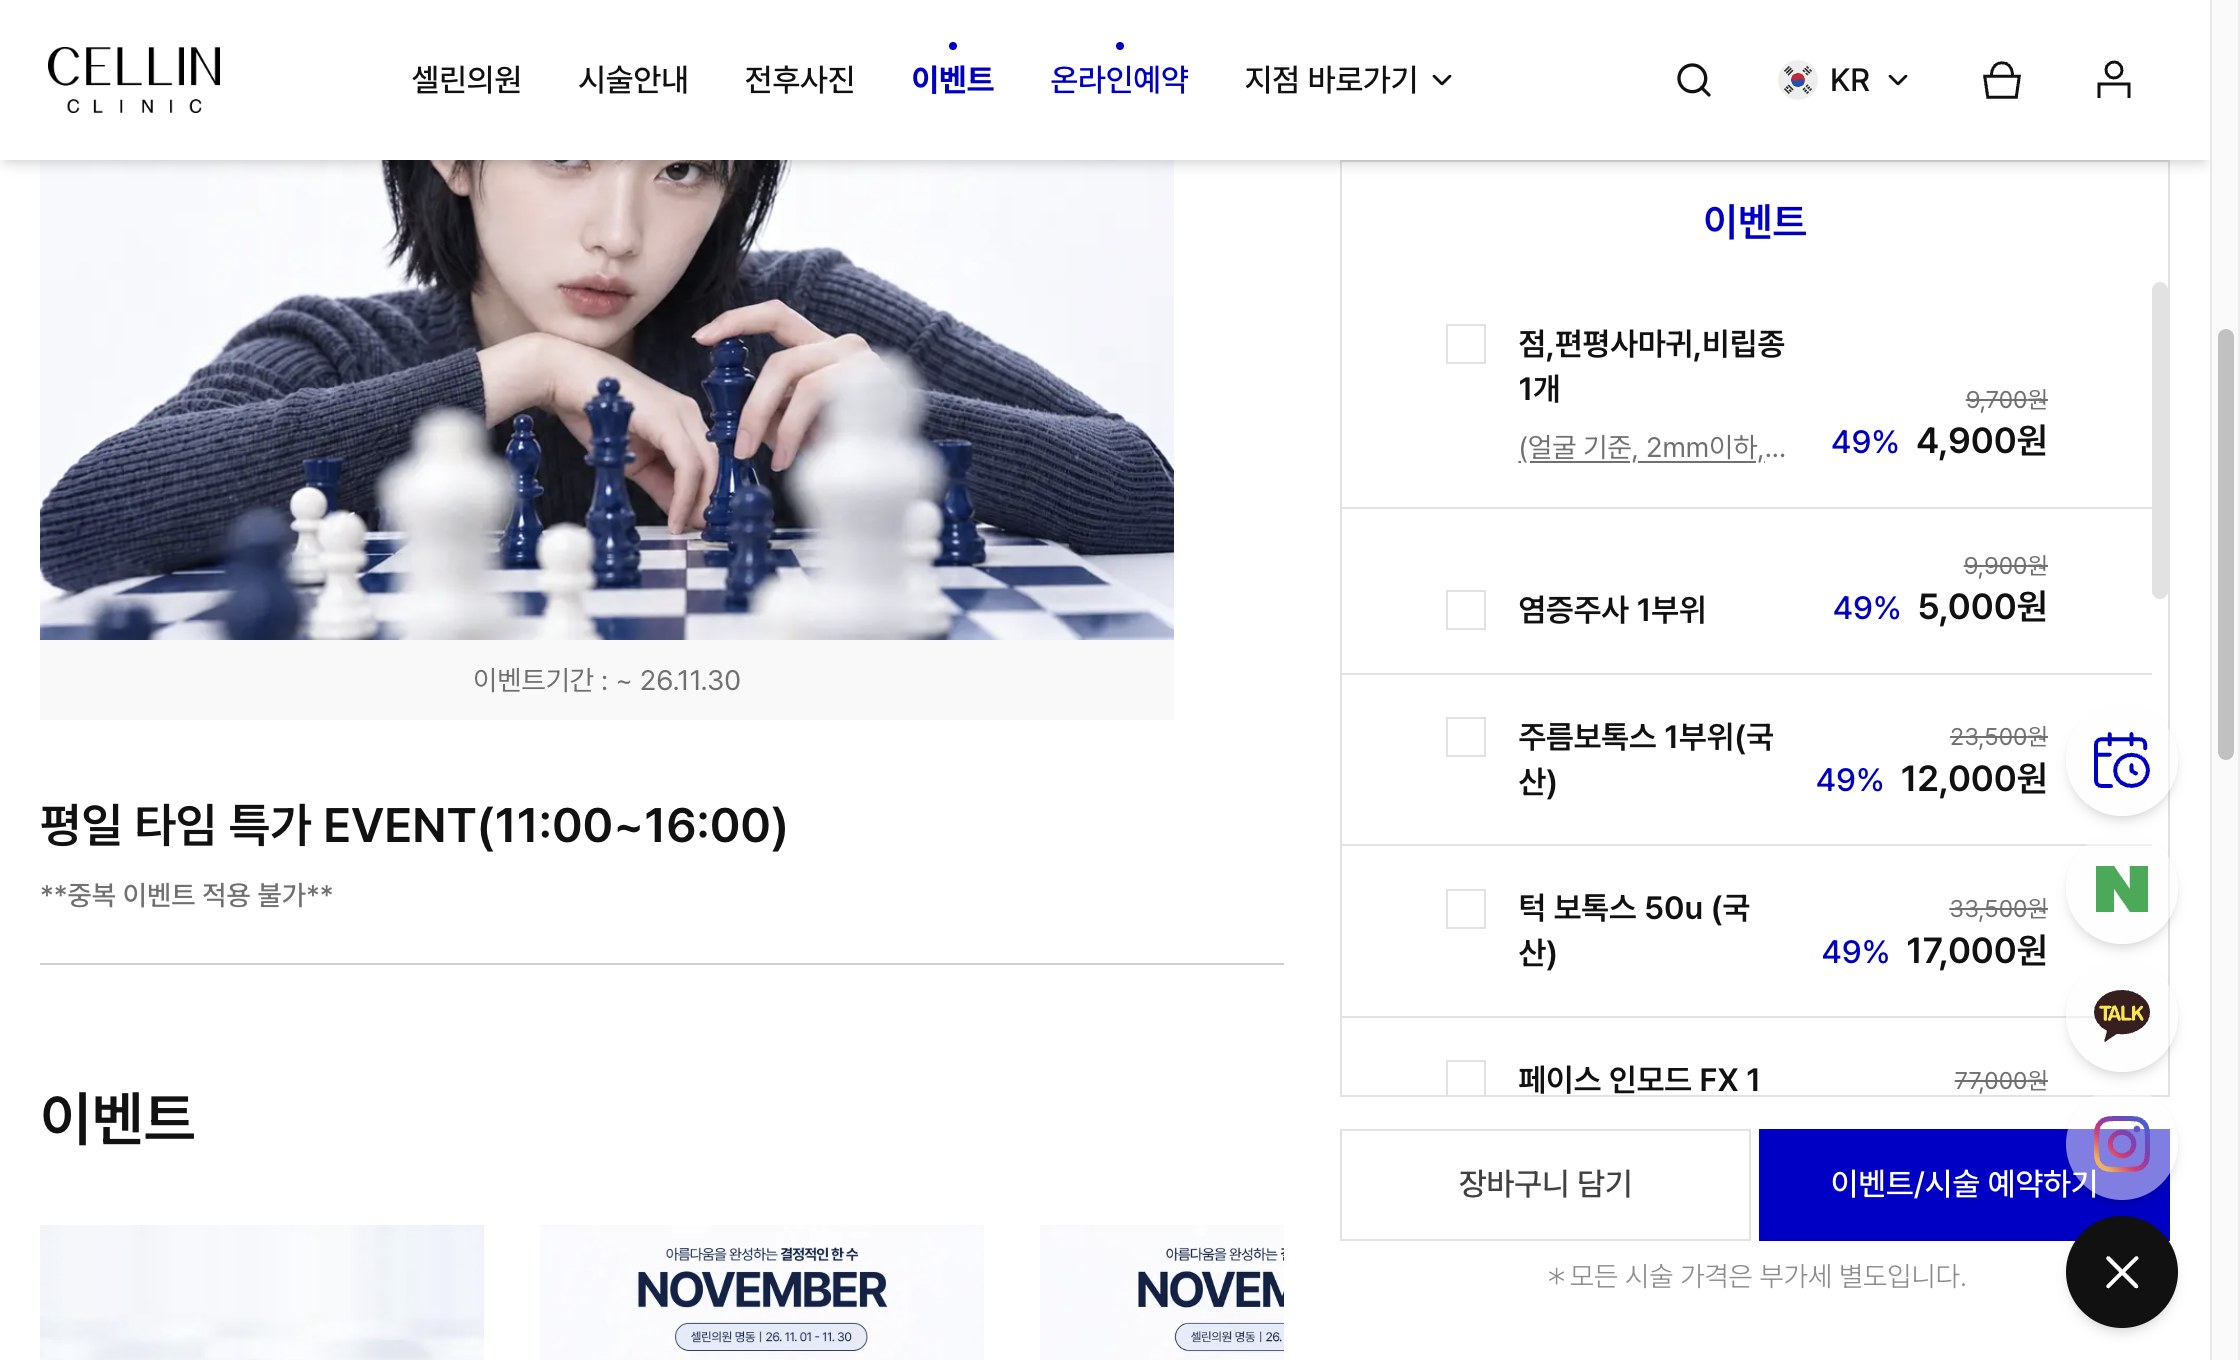 CELLIN
CLINIC
셀린의원
시술안내
전후사진
이벤트
온라인예약
지점 바로가기
KR
이벤트기간 : ~ 26.11.30
평일 타임 특가 EVENT(11:00~16:00)
**중복 이벤트 적용 불가**
이벤트
아름다움을 완성하는 결정적인 한 수
NOVEMBER
셀린의원 명동 | 26. 11. 01 - 11. 30
아름다움을 완성하는
NOVEM
셀린의원 명동 | 26.
이벤트
점,편평사마귀,비립종
1개
(얼굴 기준, 2mm이하,...
9,700원
49% 4,900원
염증주사 1부위
9,900원
49% 5,000원
주름보톡스 1부위(국
산)
23,500원
49% 12,000원
턱 보톡스 50u (국
산)
33,500원
49% 17,000원
페이스 인모드 FX 1
77,000원
장바구니 담기
이벤트/시술 예약하기
*모든 시술 가격은 부가세 별도입니다.
N
TALK